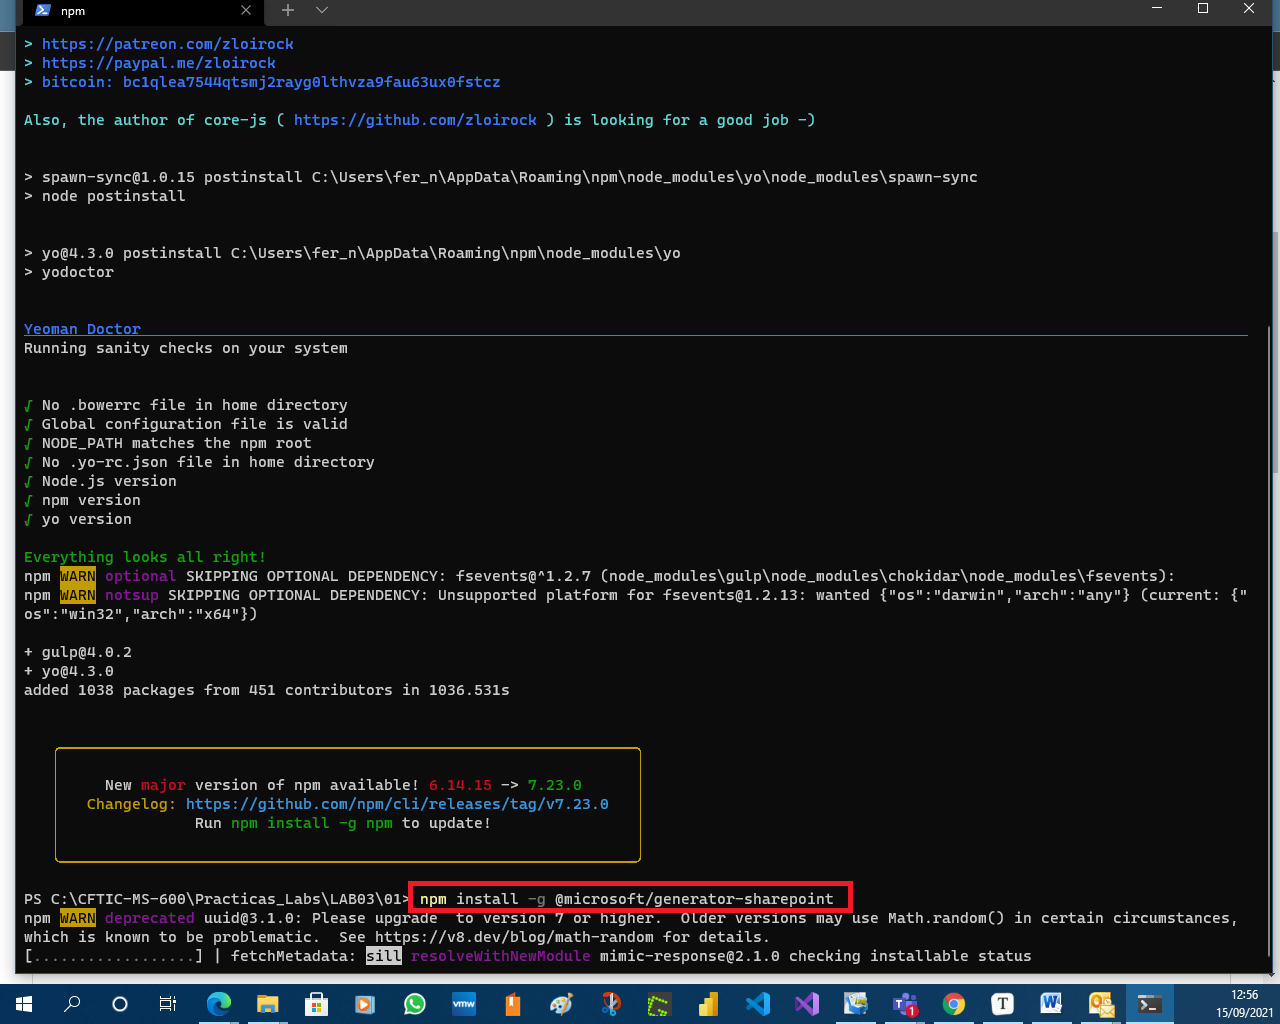 npm
> https://patreon.com/zloirock
> https://paypal.me/zloirock
> bitcoin: bc1qlea7544qtsmj2rayg0lthvza9fau63ux0fstcz
Also, the author of core-js ( https://github.com/zloirock ) is looking for a good job -)
> spawn-sync@1.0.15 postinstall C:\Users\fer_n\AppData\Roaming\npm\node_modules\yo\node_modules\spawn-sync
> node postinstall
> yo@4.3.0 postinstall C:\Users\fer_n\AppData\Roaming\npm\node_modules\yo
> yodoctor
Yeoman Doctor
Running sanity checks on your system
√ No .bowerrc file in home directory
√ Global configuration file is valid
√ NODE_PATH matches the npm root
√ No .yo-rc.json file in home directory
√ Node.js version
√ npm version
√ yo version
Everything looks all right!
npm WARN optional SKIPPING OPTIONAL DEPENDENCY: fsevents@^1.2.7 (node_modules\gulp\node_modules\chokidar\node_modules\fsevents):
npm WARN notsup SKIPPING OPTIONAL DEPENDENCY: Unsupported platform for fsevents@1.2.13: wanted {"os":"darwin","arch":"any"} (current: {"
os":"win32","arch":"x64"})
+ gulp@4.0.2
+ yo@4.3.0
added 1038 packages from 451 contributors in 1036.531s
New major version of npm available! 6.14.15 -> 7.23.0
Changelog: https://github.com/npm/cli/releases/tag/v7.23.0
Run npm install -g npm to update!
PS C:\CFTIC-MS-600\Practicas_Labs\LAB03\01> npm install -g @microsoft/generator-sharepoint
npm WARN deprecated uuid@3.1.0: Please upgrade  to version 7 or higher.  Older versions may use Math.random() in certain circumstances,
which is known to be problematic.  See https://v8.dev/blog/math-random for details.
[..................] | fetchMetadata: sill resolveWithNewModule mimic-response@2.1.0 checking installable status
vmw
1
T
12:56
15/09/2021